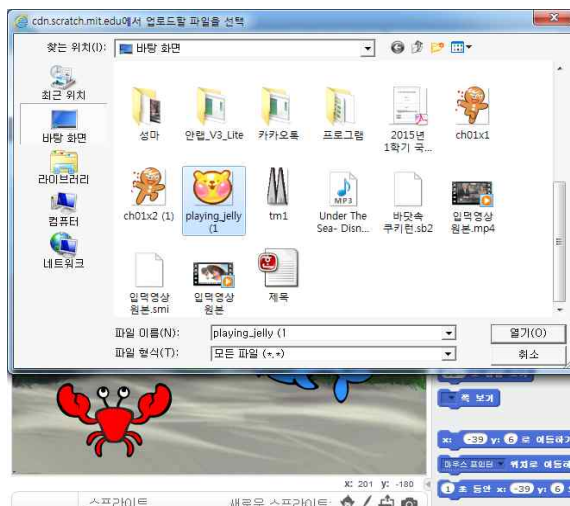 cdn.scratch.mit.edu에서 업로드할 파일을 선택
찾는 위치(I):
바탕 화면
최근 위치
바탕 화면
라이브러리
컴퓨터
네트워크
성마
안랩_V3_Lite
카카오톡
프로그램
2015년
1학기 국...
ch01x1
ch01x2 (1)
playing_jelly
(1
tm1
MP3
Under The
Sea- Disn...
바닷속
쿠키런.sb2
입덕영상
원본.mp4
입덕영상
원본.smi
입덕영상
원본
제목
파일 이름(N):
playing_jelly (1
열기(O)
파일 형식(T):
모든 파일 (*.*)
취소
쪽 보기
x: -39 y: 6 로 이동하기
마우스 포인터 위치로 이동하
1 초 동안 x: -39 y: 6
x: 201 y: -180
스프라이트
새로운 스프라이트: